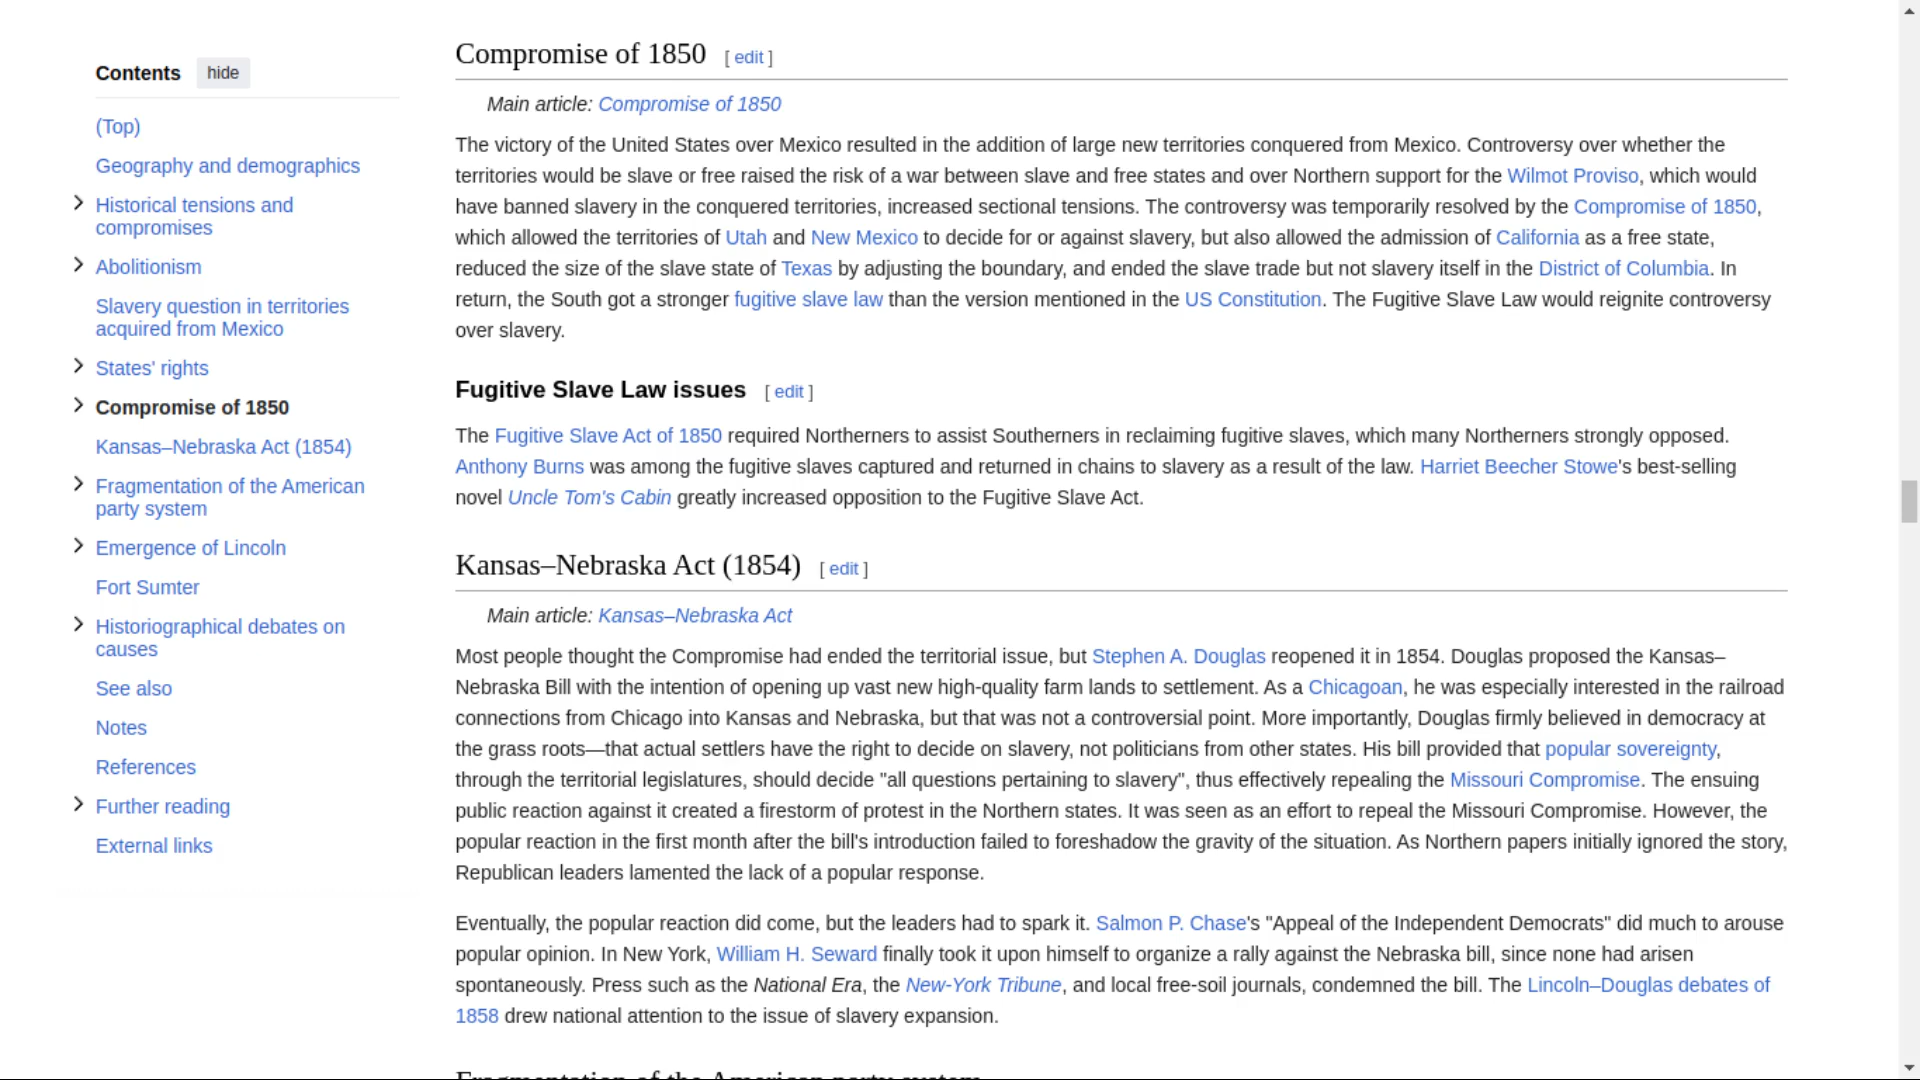 Contents hide
(Top)
Geography and demographics
Historical tensions and
compromises
Abolitionism
Slavery question in territories
acquired from Mexico
States' rights
Compromise of 1850
Kansas–Nebraska Act (1854)
Fragmentation of the American
party system
Emergence of Lincoln
Fort Sumter
Historiographical debates on
causes
See also
Notes
References
Further reading
External links
Compromise of 1850 [ edit ]
Main article: Compromise of 1850
The victory of the United States over Mexico resulted in the addition of large new territories conquered from Mexico. Controversy over whether the
territories would be slave or free raised the risk of a war between slave and free states and over Northern support for the Wilmot Proviso, which would
have banned slavery in the conquered territories, increased sectional tensions. The controversy was temporarily resolved by the Compromise of 1850,
which allowed the territories of Utah and New Mexico to decide for or against slavery, but also allowed the admission of California as a free state,
reduced the size of the slave state of Texas by adjusting the boundary, and ended the slave trade but not slavery itself in the District of Columbia. In
return, the South got a stronger fugitive slave law than the version mentioned in the US Constitution. The Fugitive Slave Law would reignite controversy
over slavery.
Fugitive Slave Law issues [ edit ]
The Fugitive Slave Act of 1850 required Northerners to assist Southerners in reclaiming fugitive slaves, which many Northerners strongly opposed.
Anthony Burns was among the fugitive slaves captured and returned in chains to slavery as a result of the law. Harriet Beecher Stowe's best-selling
novel Uncle Tom's Cabin greatly increased opposition to the Fugitive Slave Act.
Kansas–Nebraska Act (1854) [ edit ]
Main article: Kansas–Nebraska Act
Most people thought the Compromise had ended the territorial issue, but Stephen A. Douglas reopened it in 1854. Douglas proposed the Kansas–
Nebraska Bill with the intention of opening up vast new high-quality farm lands to settlement. As a Chicagoan, he was especially interested in the railroad
connections from Chicago into Kansas and Nebraska, but that was not a controversial point. More importantly, Douglas firmly believed in democracy at
the grass roots—that actual settlers have the right to decide on slavery, not politicians from other states. His bill provided that popular sovereignty,
through the territorial legislatures, should decide "all questions pertaining to slavery", thus effectively repealing the Missouri Compromise. The ensuing
public reaction against it created a firestorm of protest in the Northern states. It was seen as an effort to repeal the Missouri Compromise. However, the
popular reaction in the first month after the bill's introduction failed to foreshadow the gravity of the situation. As Northern papers initially ignored the story,
Republican leaders lamented the lack of a popular response.
Eventually, the popular reaction did come, but the leaders had to spark it. Salmon P. Chase's "Appeal of the Independent Democrats" did much to arouse
popular opinion. In New York, William H. Seward finally took it upon himself to organize a rally against the Nebraska bill, since none had arisen
spontaneously. Press such as the National Era, the New-York Tribune, and local free-soil journals, condemned the bill. The Lincoln–Douglas debates of
1858 drew national attention to the issue of slavery expansion.
Fragmentation of the American party system